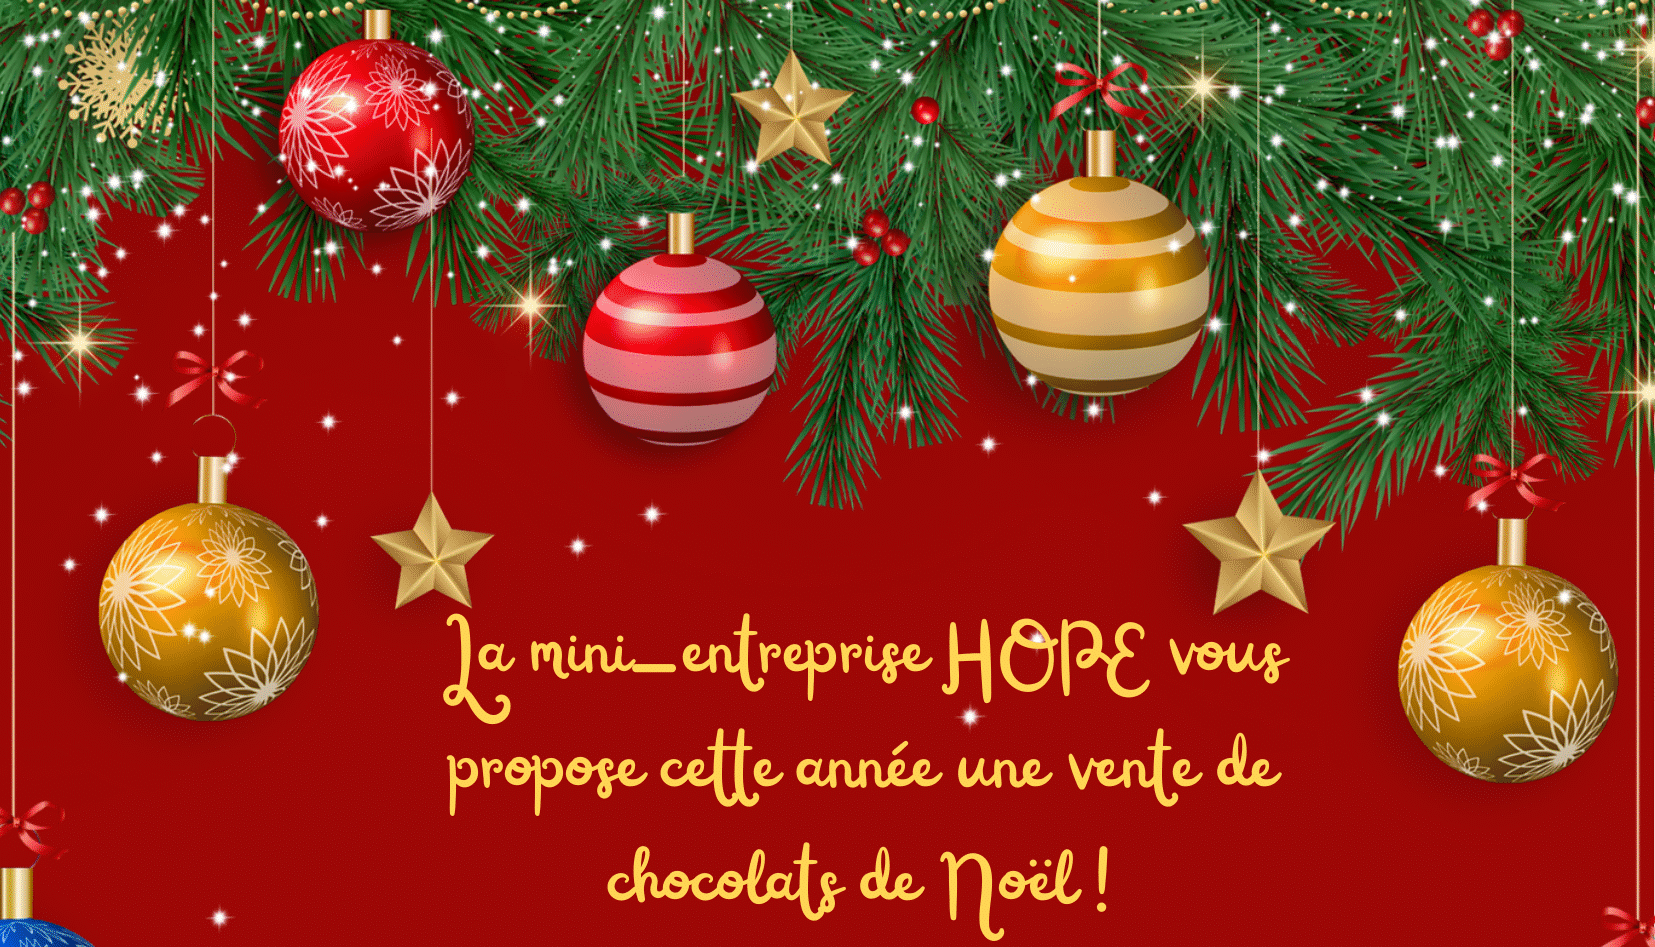 La mini_entreprise HOPE vous
propose cette année une vente de
chocolats de Noël !